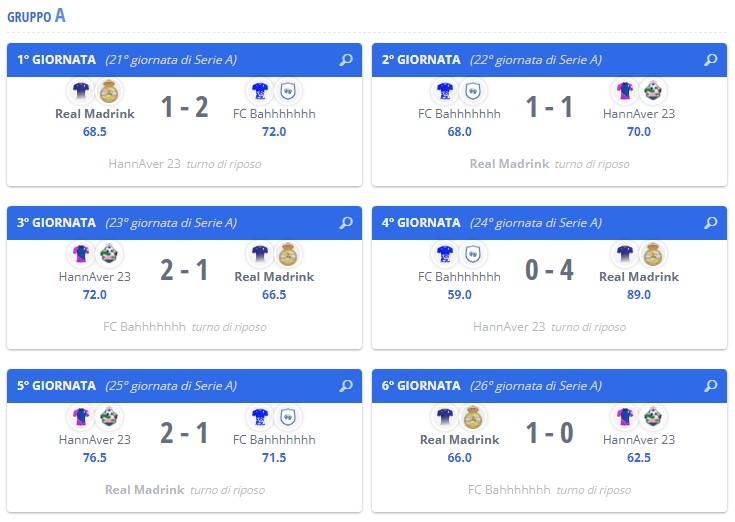 GRUPPO A
1° GIORNATA (21° giornata di Serie A)
Real Madrink 1 - 2 FC Bahhhhhhh
68.5 72.0
HannAver 23 turno di riposo
2° GIORNATA (22° giornata di Serie A)
FC Bahhhhhhh 1 - 1 HannAver 23
68.0 70.0
Real Madrink turno di riposo
3° GIORNATA (23° giornata di Serie A)
HannAver 23 2 - 1 Real Madrink
72.0 66.5
FC Bahhhhhhh turno di riposo
4° GIORNATA (24° giornata di Serie A)
FC Bahhhhhhh 0 - 4 Real Madrink
59.0 89.0
HannAver 23 turno di riposo
5° GIORNATA (25° giornata di Serie A)
HannAver 23 2 - 1 FC Bahhhhhhh
76.5 71.5
Real Madrink turno di riposo
6° GIORNATA (26° giornata di Serie A)
Real Madrink 1 - 0 HannAver 23
66.0 62.5
FC Bahhhhhhh turno di riposo